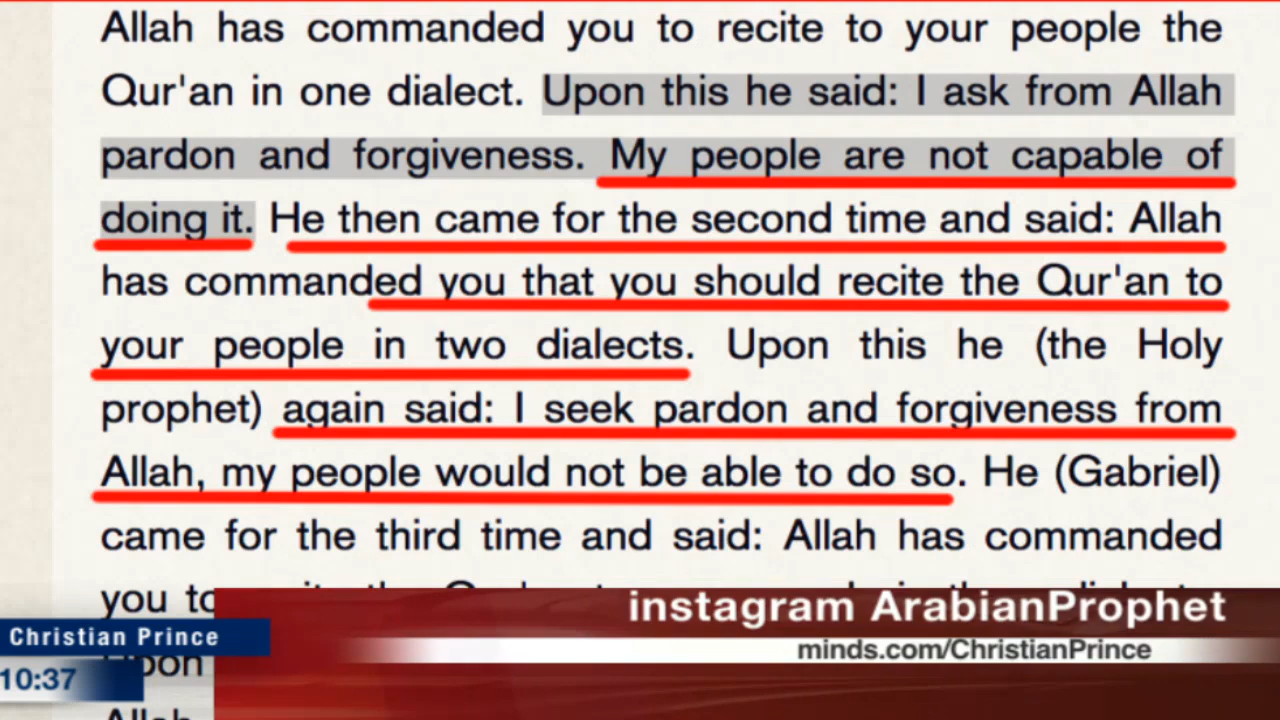 Allah has commanded you to recite to your people the
Qur'an in one dialect. Upon this he said: I ask from Allah
pardon and forgiveness. My people are not capable of
doing it. He then came for the second time and said: Allah
has commanded you that you should recite the Qur'an to
your people in two dialects. Upon this he (the Holy
prophet) again said: I seek pardon and forgiveness from
Allah, my people would not be able to do so. He (Gabriel)
came for the third time and said: Allah has commanded
you to
instagram ArabianProphet
Christian Prince
minds.com/ChristianPrince
Upon
10:37
Allah